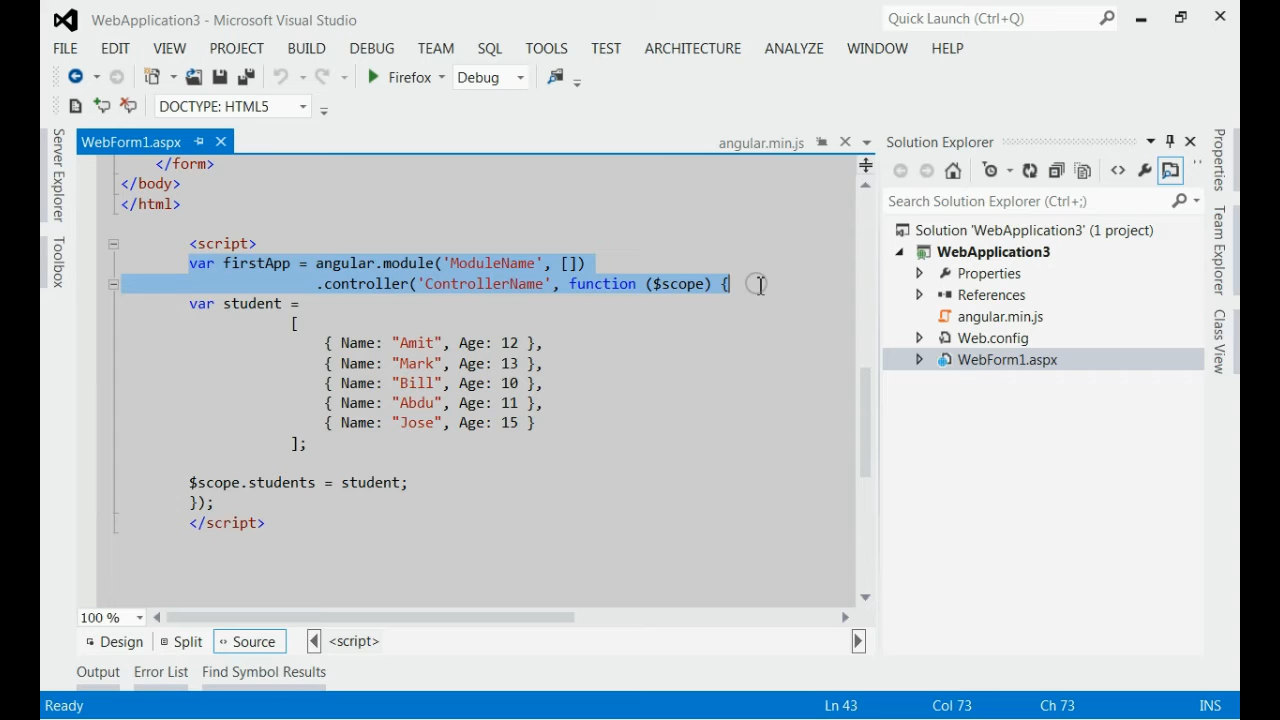 WebApplication3 - Microsoft Visual Studio
Quick Launch (Ctrl+Q)
FILE EDIT VIEW PROJECT BUILD DEBUG TEAM SQL TOOLS TEST ARCHITECTURE ANALYZE WINDOW HELP
Firefox Debug
DOCTYPE: HTML5
Server Explorer
Toolbox
WebForm1.aspx
angular.min.js
</form>
</body>
</html>
<script>
var firstApp = angular.module('ModuleName', [])
.controller('ControllerName', function ($scope) {
var student =
[
{ Name: "Amit", Age: 12 },
{ Name: "Mark", Age: 13 },
{ Name: "Bill", Age: 10 },
{ Name: "Abdu", Age: 11 },
{ Name: "Jose", Age: 15 }
];
$scope.students = student;
});
</script>
100 %
Design Split Source <script>
Output Error List Find Symbol Results
Solution Explorer
Search Solution Explorer (Ctrl+;)
Solution 'WebApplication3' (1 project)
WebApplication3
Properties
References
angular.min.js
Web.config
WebForm1.aspx
Properties
Team Explorer
Class View
Ready Ln 43 Col 73 Ch 73 INS